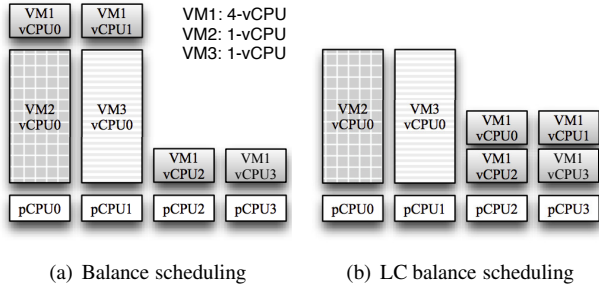 VM1
vCPU0
VM1
vCPU1
VM1: 4-vCPU
VM2: 1-vCPU
VM3: 1-vCPU
VM2
vCPU0
VM3
vCPU0
VM1
vCPU2
VM1
vCPU3
pCPU0
pCPU1
pCPU2
pCPU3
(a) Balance scheduling
VM2
vCPU0
VM3
vCPU0
VM1
vCPU0
VM1
vCPU1
VM1
vCPU2
VM1
vCPU3
pCPU0
pCPU1
pCPU2
pCPU3
(b) LC balance scheduling